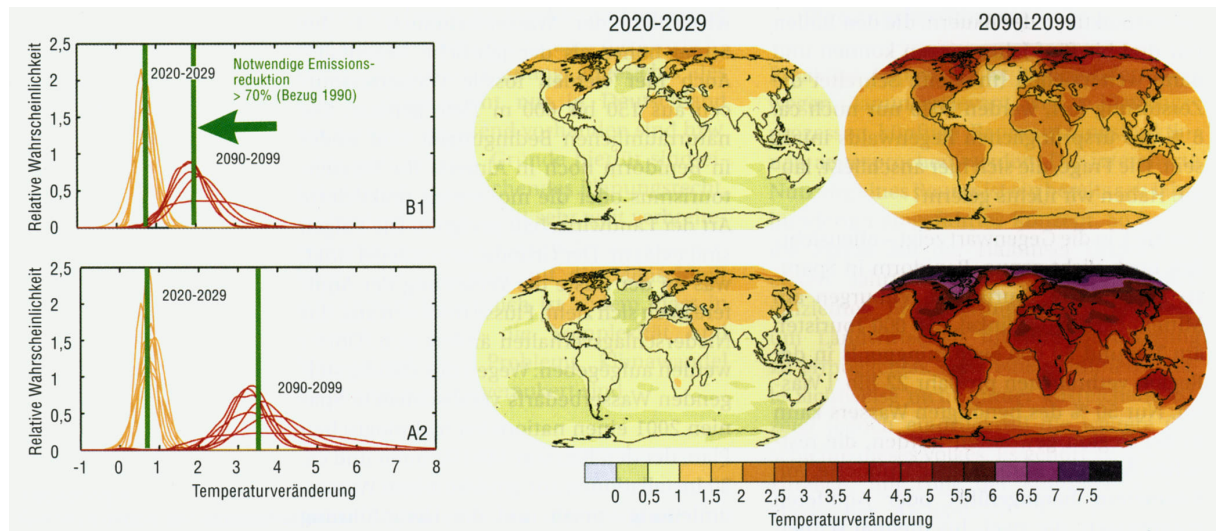 2020-2029
2090-2099
Relative Wahrscheinlichkeit
2,5
2
1,5
1
0,5
0
2020-2029
Notwendige Emissions-
reduktion
> 70% (Bezug 1990)
2090-2099
B1
Relative Wahrscheinlichkeit
2,5
2
1,5
1
0,5
0
2020-2029
2090-2099
A2
-1 0 1 2 3 4 5 6 7 8
Temperaturveränderung
0 0,5 1 1,5 2 2,5 3 3,5 4 4,5 5 5,5 6 6,5 7 7,5
Temperaturveränderung